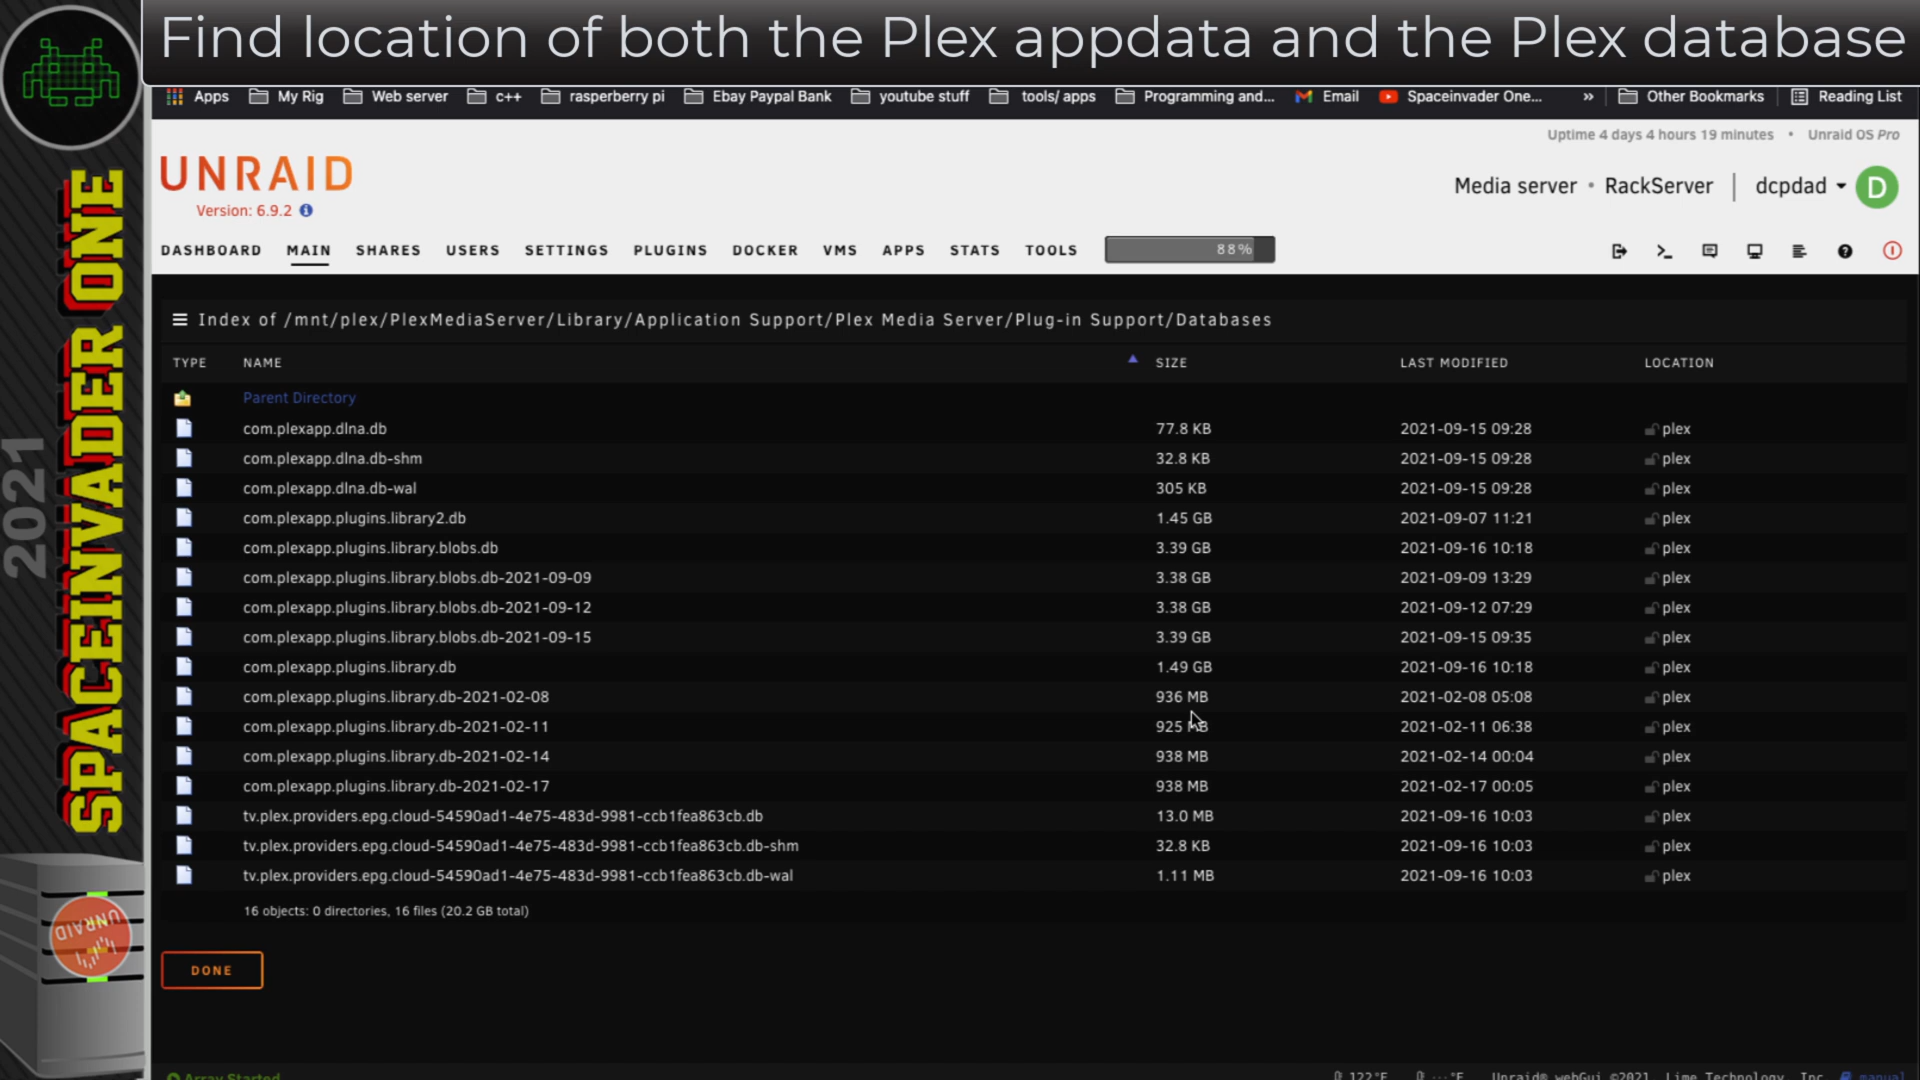 Find location of both the Plex appdata and the Plex database
Apps My Rig Web server c++ rasperberry pi Ebay Paypal Bank youtube stuff tools/ apps Programming and... Email Spaceinvader One... » Other Bookmarks Reading List
Uptime 4 days 4 hours 19 minutes • Unraid OS Pro
UNRAID
Version: 6.9.2
Media server • RackServer | dcpdad D
DASHBOARD MAIN SHARES USERS SETTINGS PLUGINS DOCKER VMS APPS STATS TOOLS 88%
Index of /mnt/plex/PlexMediaServer/Library/Application Support/Plex Media Server/Plug-in Support/Databases
TYPE NAME SIZE LAST MODIFIED LOCATION
Parent Directory
com.plexapp.dlna.db 77.8 KB 2021-09-15 09:28 plex
com.plexapp.dlna.db-shm 32.8 KB 2021-09-15 09:28 plex
com.plexapp.dlna.db-wal 305 KB 2021-09-15 09:28 plex
com.plexapp.plugins.library2.db 1.45 GB 2021-09-07 11:21 plex
com.plexapp.plugins.library.blobs.db 3.39 GB 2021-09-16 10:18 plex
com.plexapp.plugins.library.blobs.db-2021-09-09 3.38 GB 2021-09-09 13:29 plex
com.plexapp.plugins.library.blobs.db-2021-09-12 3.38 GB 2021-09-12 07:29 plex
com.plexapp.plugins.library.blobs.db-2021-09-15 3.39 GB 2021-09-15 09:35 plex
com.plexapp.plugins.library.db 1.49 GB 2021-09-16 10:18 plex
com.plexapp.plugins.library.db-2021-02-08 936 MB 2021-02-08 05:08 plex
com.plexapp.plugins.library.db-2021-02-11 925 MB 2021-02-11 06:38 plex
com.plexapp.plugins.library.db-2021-02-14 938 MB 2021-02-14 00:04 plex
com.plexapp.plugins.library.db-2021-02-17 938 MB 2021-02-17 00:05 plex
tv.plex.providers.epg.cloud-54590ad1-4e75-483d-9981-ccb1fea863cb.db 13.0 MB 2021-09-16 10:03 plex
tv.plex.providers.epg.cloud-54590ad1-4e75-483d-9981-ccb1fea863cb.db-shm 32.8 KB 2021-09-16 10:03 plex
tv.plex.providers.epg.cloud-54590ad1-4e75-483d-9981-ccb1fea863cb.db-wal 1.11 MB 2021-09-16 10:03 plex
16 objects: 0 directories, 16 files (20.2 GB total)
DONE
Array Started 122°F Unraid® webGui ©2021, Lime Technology, Inc. manual
2021
SPACEINVADER ONE
UNRAID